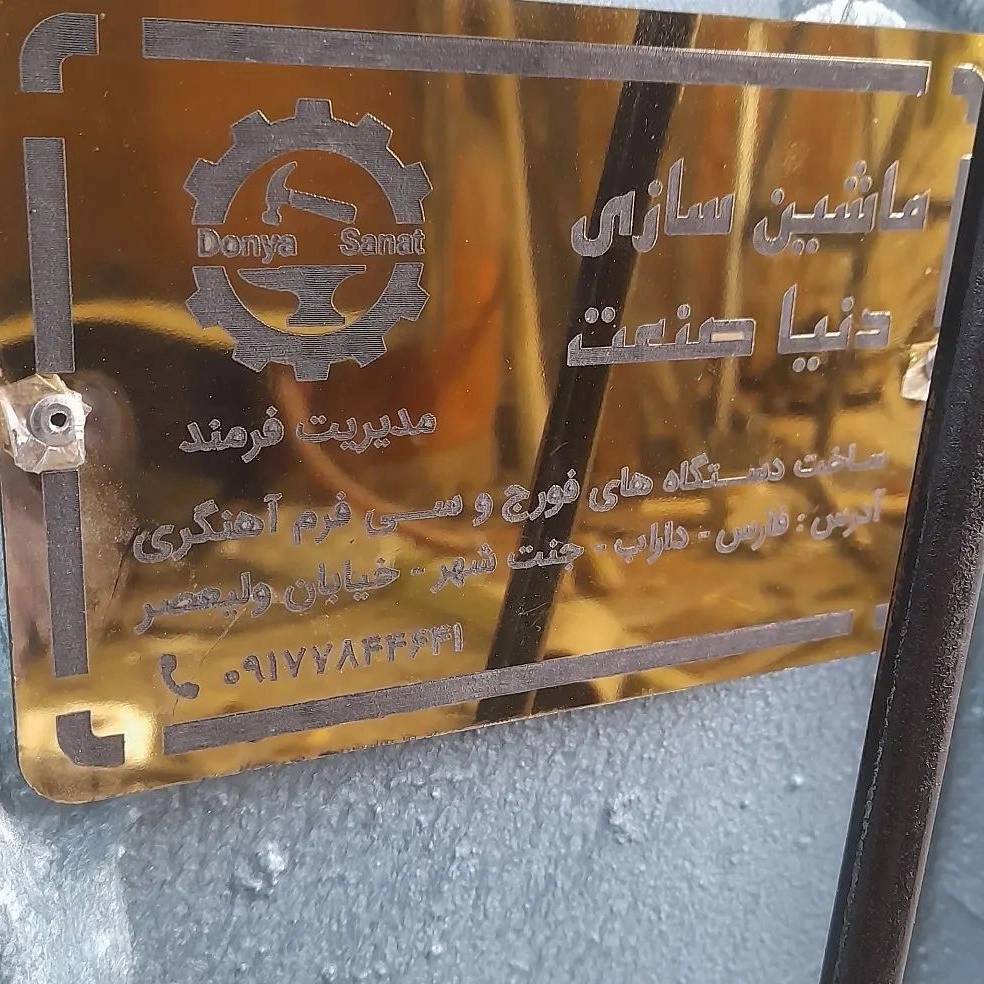 ماشین سازی
دنیا صنعت
Donya Sanat
مدیریت فرمند
ساخت دستگاه های فورج و سی فرم آهنگری
آدرس : فارس - داراب - جنت شهر - خیابان ولیعصر
۰۹۱۷۷۸۴۴۶۴۱